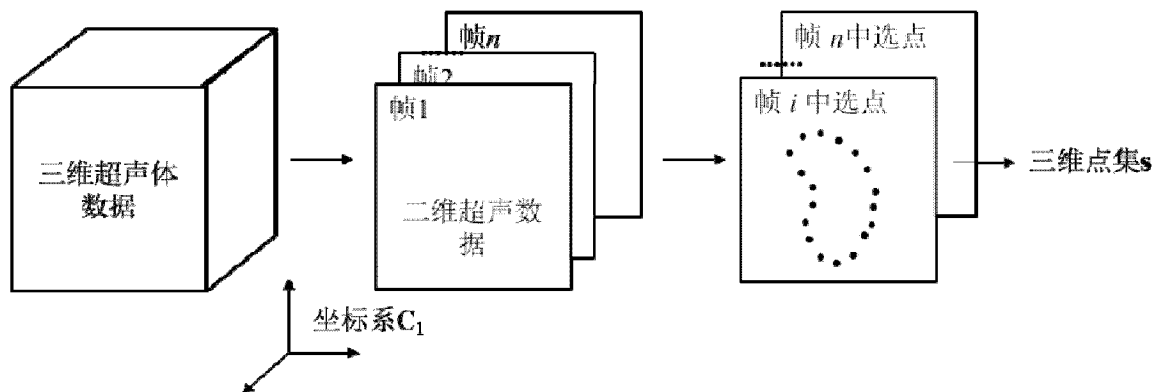 三维超声体
数据
帧n
帧2
帧1
二维超声数
据
帧 n 中选点
帧 i 中选点
三维点集s
坐标系C₁